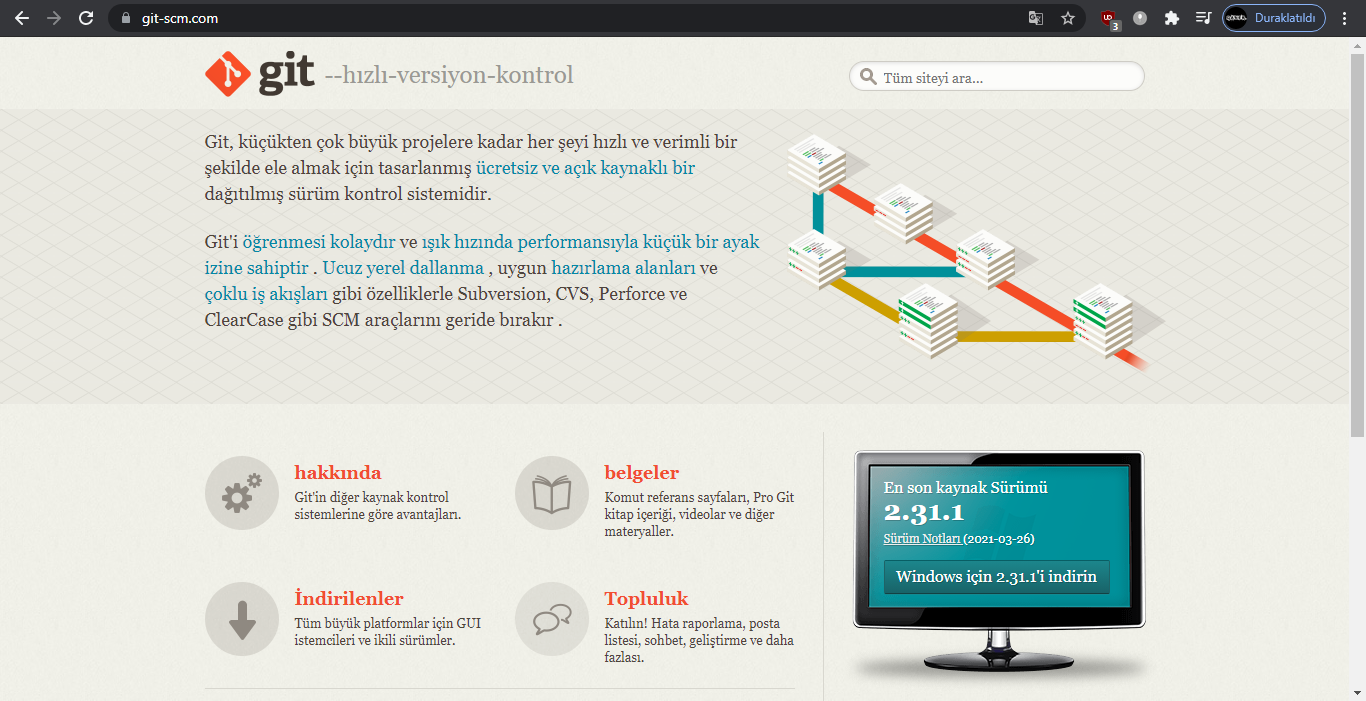 git-scm.com
3
Duraklatıldı
git --hızlı-versiyon-kontrol
Tüm siteyi ara...
Git, küçükten çok büyük projelere kadar her şeyi hızlı ve verimli bir
şekilde ele almak için tasarlanmış ücretsiz ve açık kaynaklı bir
dağıtılmış sürüm kontrol sistemidir.
Git'i öğrenmesi kolaydır ve ışık hızında performansıyla küçük bir ayak
izine sahiptir . Ucuz yerel dallanma , uygun hazırlama alanları ve
çoklu iş akışları gibi özelliklerle Subversion, CVS, Perforce ve
ClearCase gibi SCM araçlarını geride bırakır .
hakkında
Git'in diğer kaynak kontrol
sistemlerine göre avantajları.
belgeler
Komut referans sayfaları, Pro Git
kitap içeriği, videolar ve diğer
materyaller.
İndirilenler
Tüm büyük platformlar için GUI
istemcileri ve ikili sürümler.
Topluluk
Katılın! Hata raporlama, posta
listesi, sohbet, geliştirme ve daha
fazlası.
En son kaynak Sürümü
2.31.1
Sürüm Notları (2021-03-26)
Windows için 2.31.1'i indirin